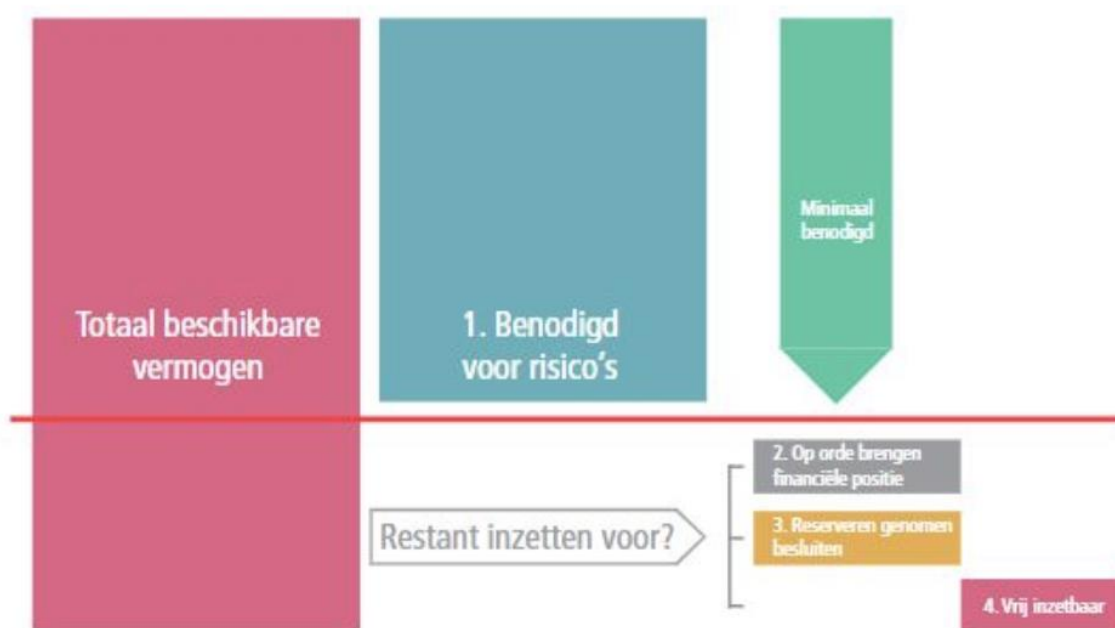 Minimaal
benodigd
Totaal beschikbare
vermogen
1. Benodigd
voor risico's
2. Op orde brengen
financiële positie
Restant inzetten voor?
3. Reserveren genomen
besluiten
4. Vrij inzetbaar